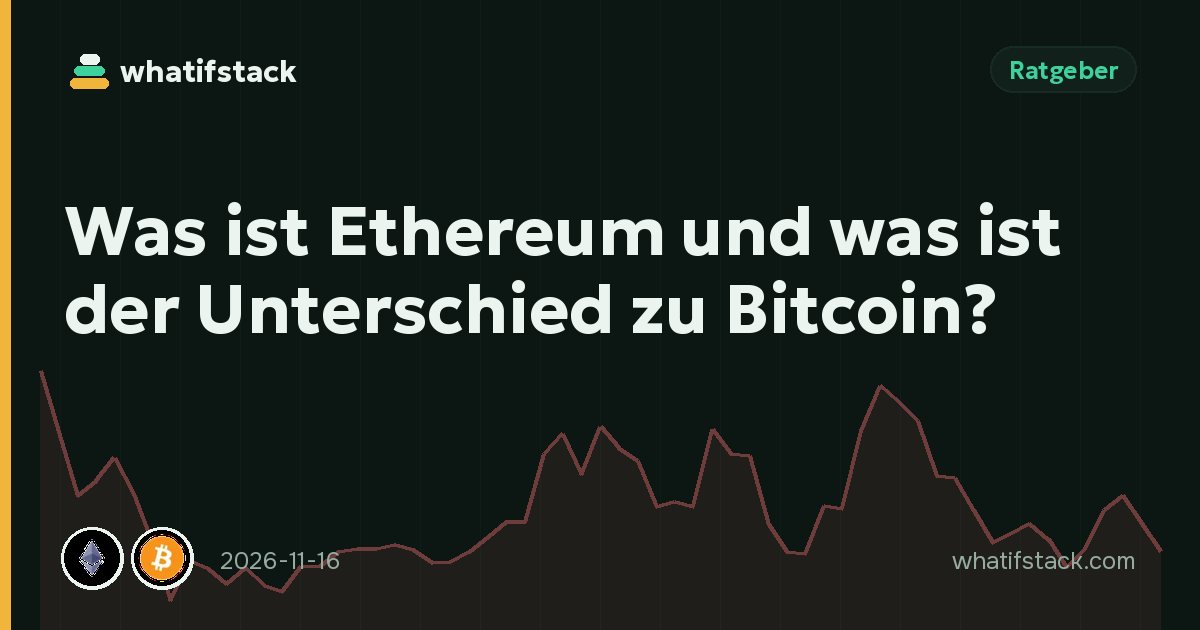 whatifstack
Ratgeber
Was ist Ethereum und was ist
der Unterschied zu Bitcoin?
2026-11-16
whatifstack.com